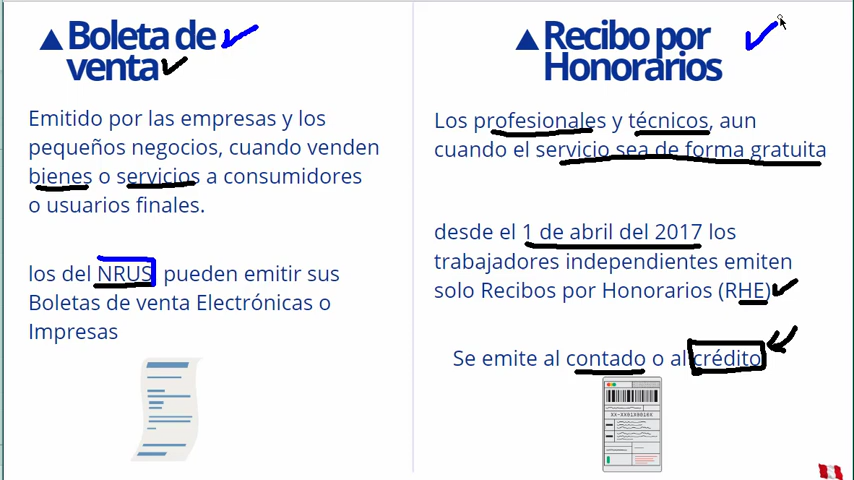 Boleta de
venta
Emitido por las empresas y los
pequeños negocios, cuando venden
bienes o servicios a consumidores
o usuarios finales.
los del NRUS pueden emitir sus
Boletas de venta Electrónicas o
Impresas
Recibo por
Honorarios
Los profesionales y técnicos, aun
cuando el servicio sea de forma gratuita
desde el 1 de abril del 2017 los
trabajadores independientes emiten
solo Recibos por Honorarios (RHE)
Se emite al contado o al crédito